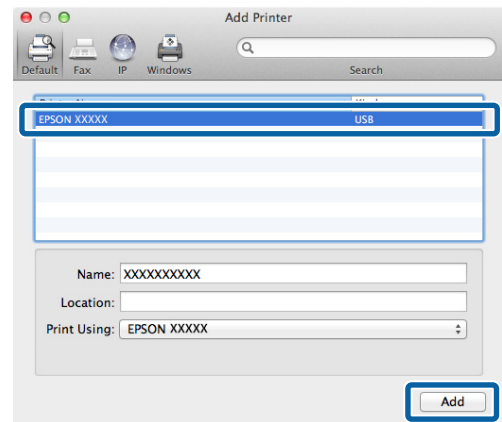 Add Printer
Default Fax IP Windows Search
EPSON XXXXX USB
Name: XXXXXXXXXX
Location:
Print Using: EPSON XXXXX
Add